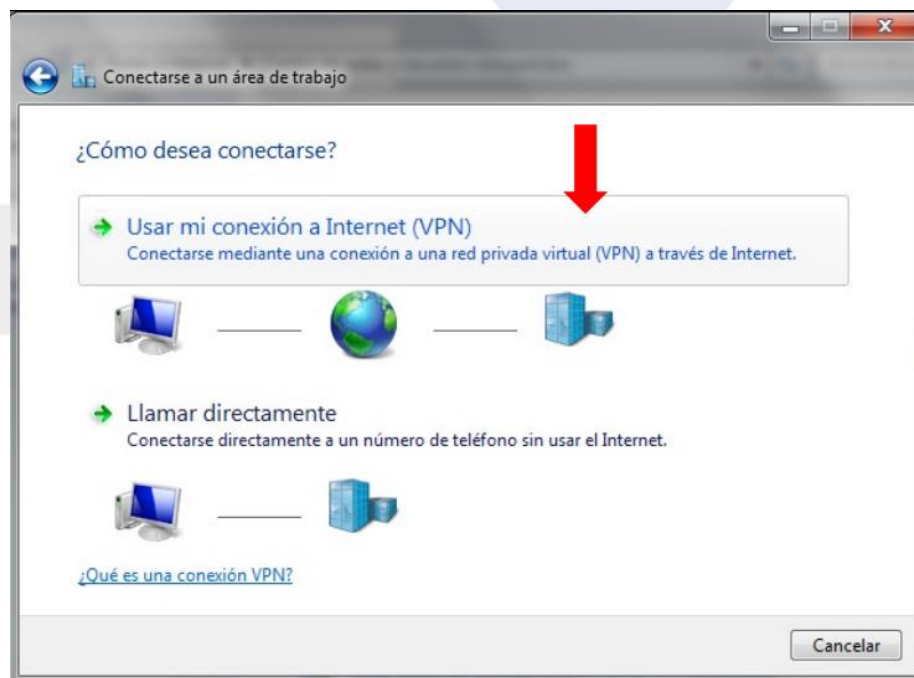 Conectarse a un área de trabajo
¿Cómo desea conectarse?
Usar mi conexión a Internet (VPN)
Conectarse mediante una conexión a una red privada virtual (VPN) a través de Internet.
Llamar directamente
Conectarse directamente a un número de teléfono sin usar el Internet.
¿Qué es una conexión VPN?
Cancelar